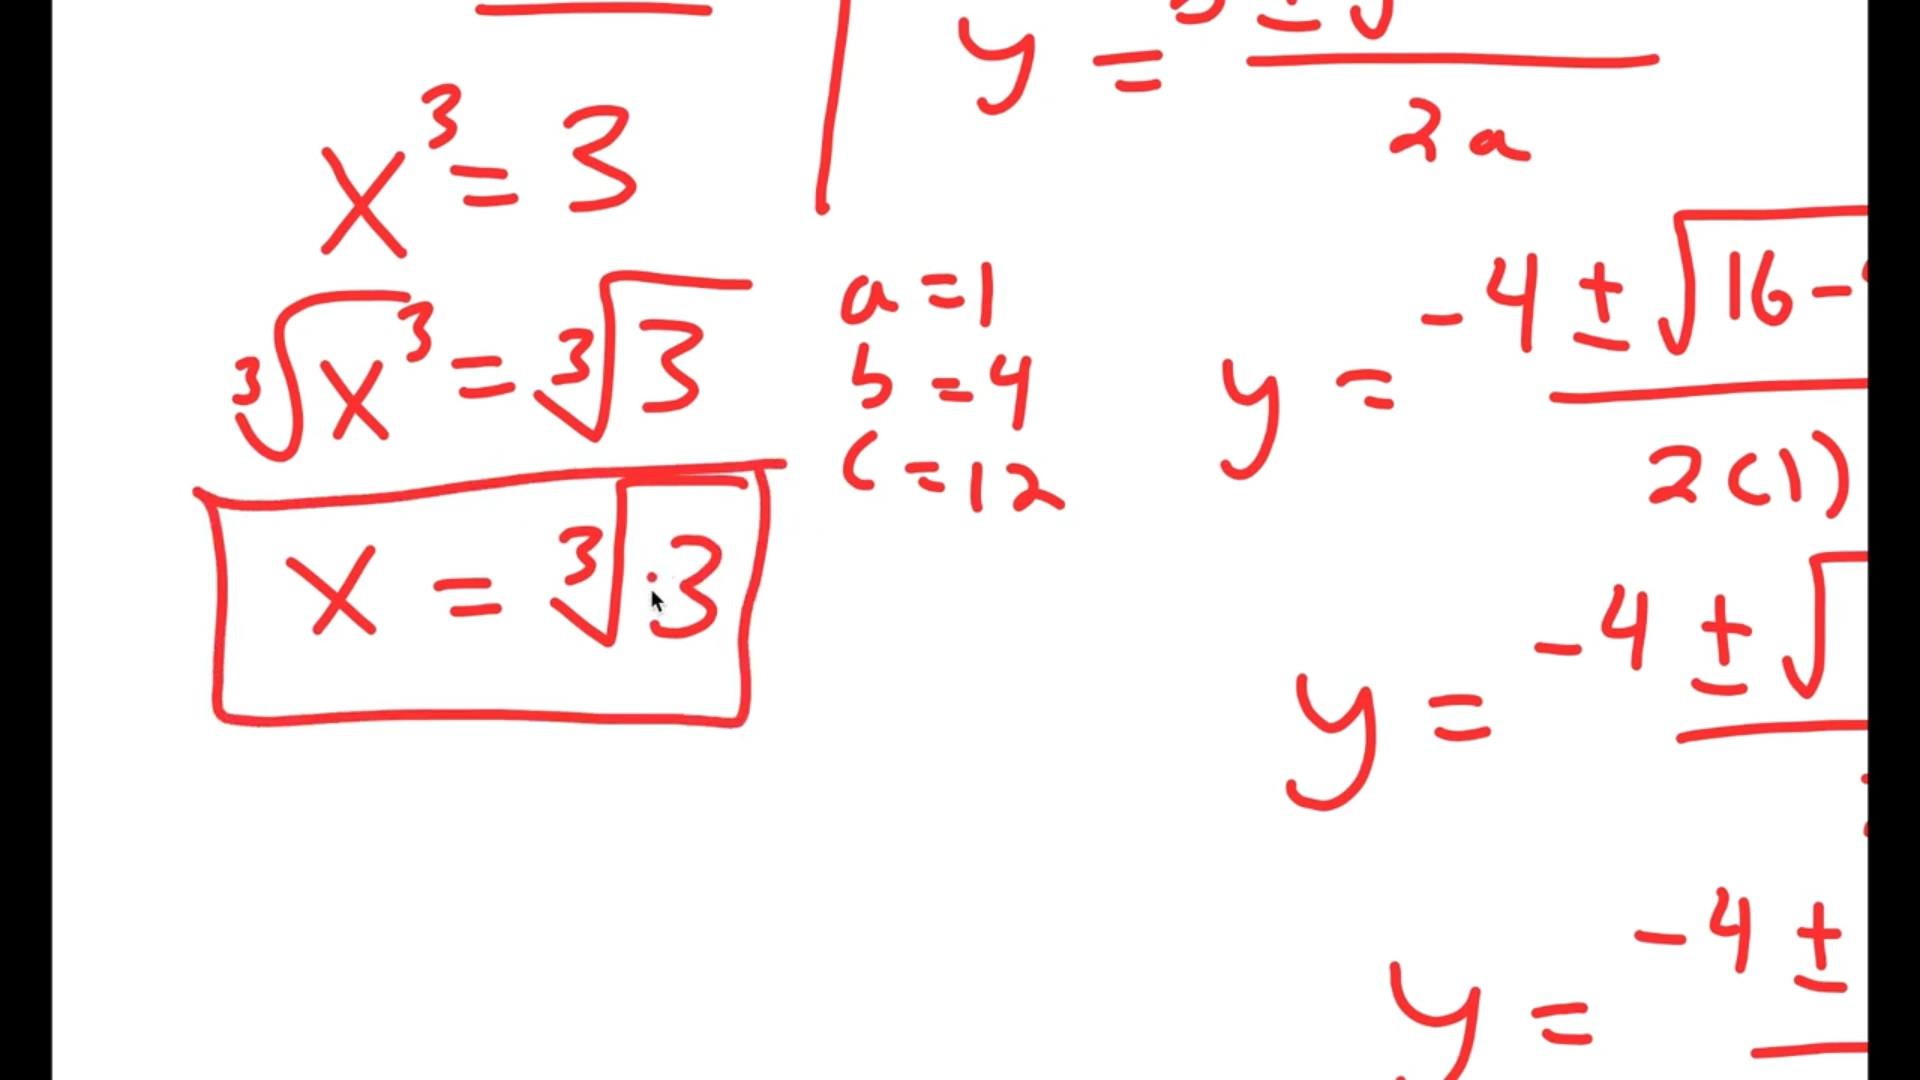 x³ = 3
∛x³ = ∛3
x = ∛3
a = 1
b = 4
c = 12
y = b ± √
2a
y = -4 ± √16 -
2(1)
y = -4 ± √
y = -4 ±